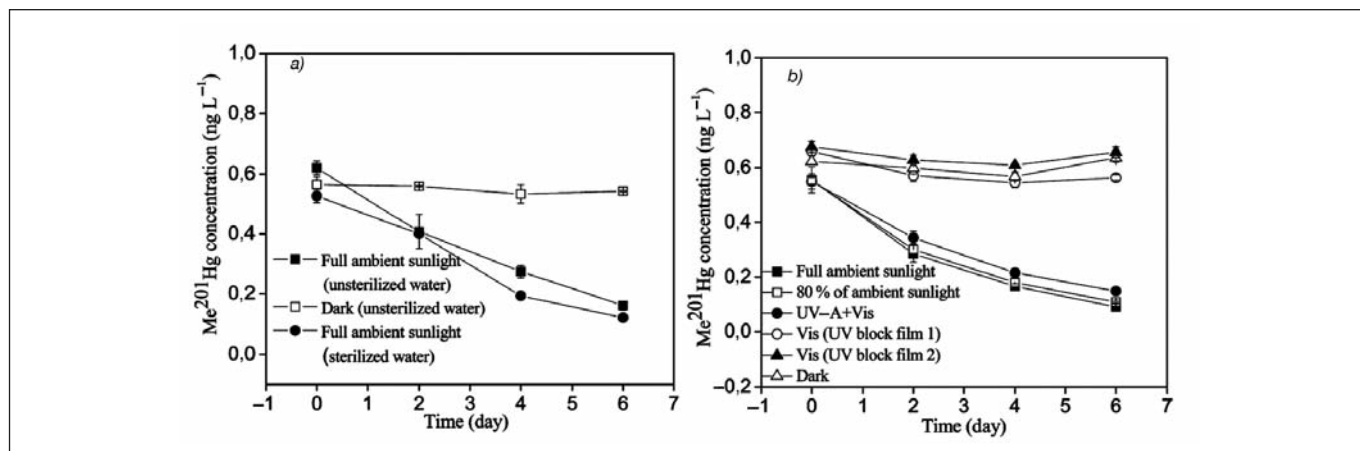 a)
Me²⁰¹Hg concentration (ng L⁻¹)
1,0
0,8
0,6
0,4
0,2
0,0
Full ambient sunlight
(unsterilized water)
Dark (unsterilized water)
Full ambient sunlight
(sterilized water)
–1 0 1 2 3 4 5 6 7
Time (day)
b)
Me²⁰¹Hg concentration (ng L⁻¹)
1,0
0,8
0,6
0,4
0,2
0,0
–0,2
Full ambient sunlight
80 % of ambient sunlight
UV–A+Vis
Vis (UV block film 1)
Vis (UV block film 2)
Dark
–1 0 1 2 3 4 5 6 7
Time (day)